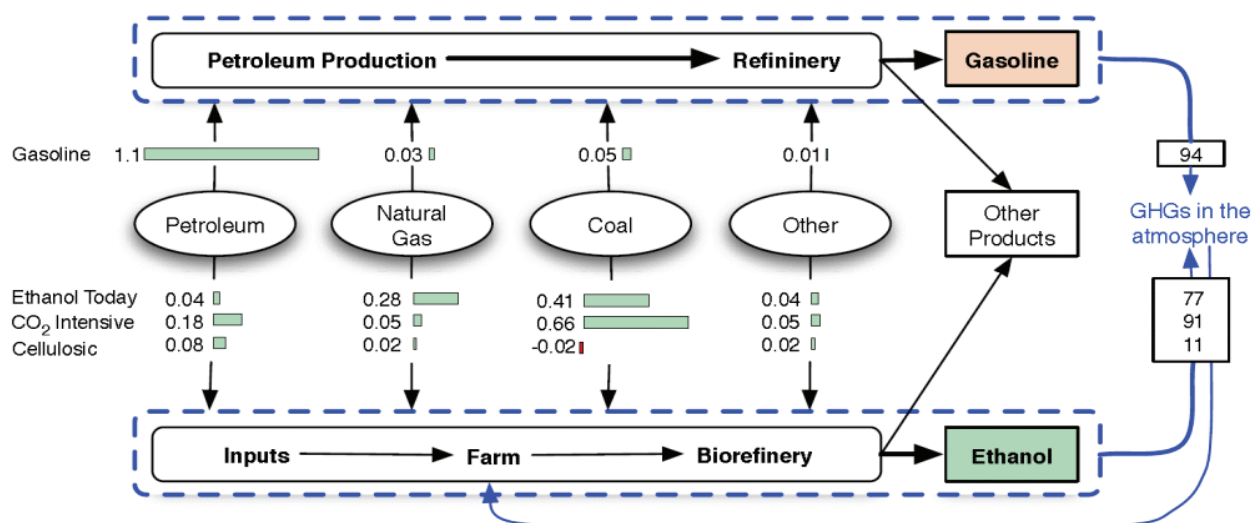 Petroleum Production Refininery Gasoline
Gasoline 1.1 0.03 0.05 0.01 94
Petroleum Natural Gas Coal Other Other Products GHGs in the atmosphere
Ethanol Today 0.04 0.28 0.41 0.04 77
CO2 Intensive 0.18 0.05 0.66 0.05 91
Cellulosic 0.08 0.02 -0.02 0.02 11
Inputs Farm Biorefinery Ethanol